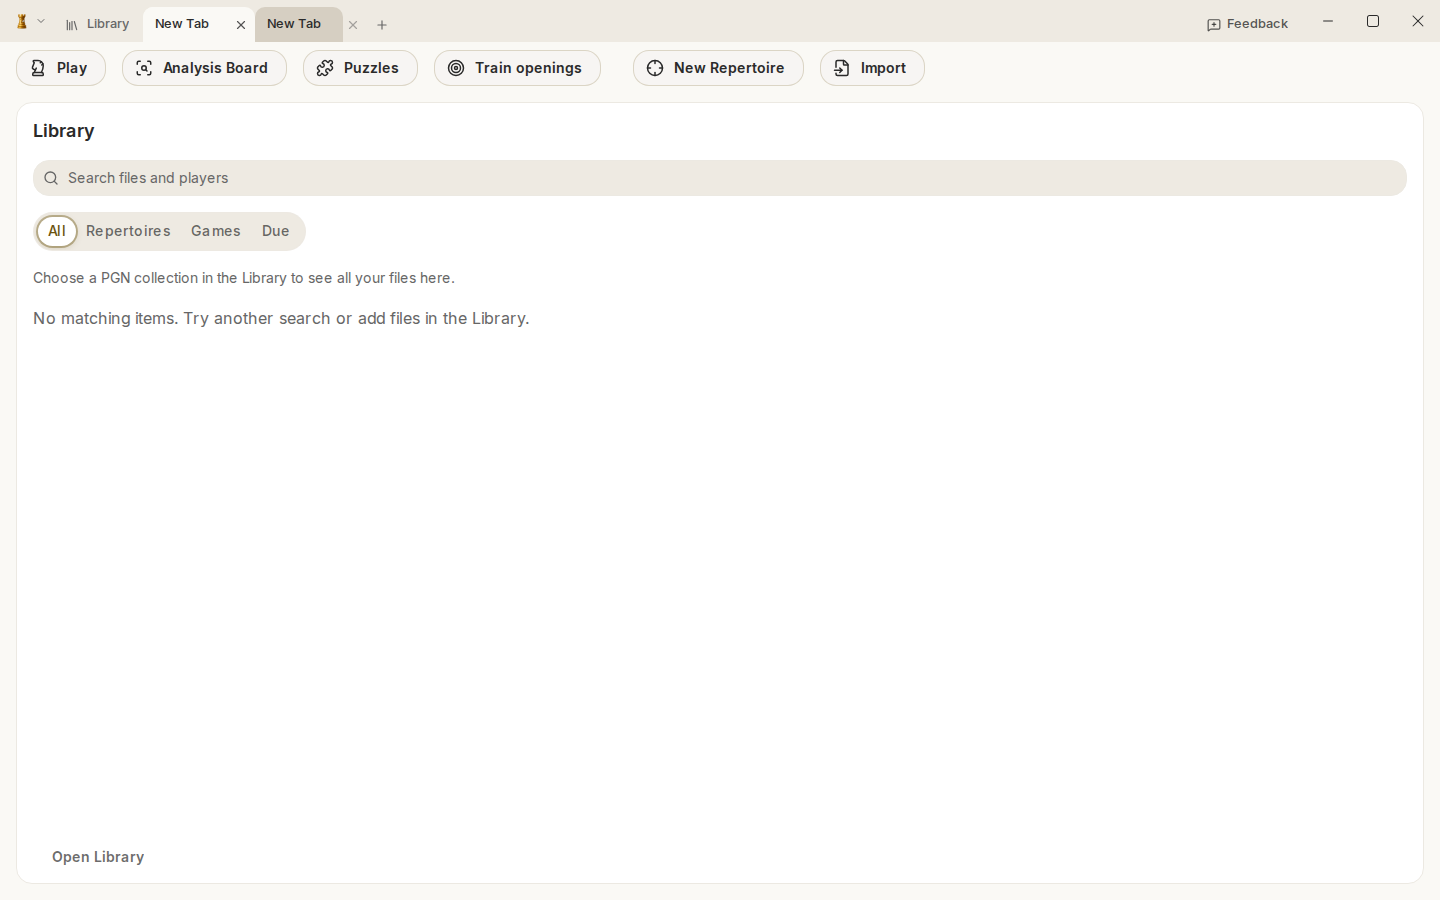 Library
New Tab
New Tab
Feedback
Play
Analysis Board
Puzzles
Train openings
New Repertoire
Import
Library
Search files and players
All
Repertoires
Games
Due
Choose a PGN collection in the Library to see all your files here.
No matching items. Try another search or add files in the Library.
Open Library